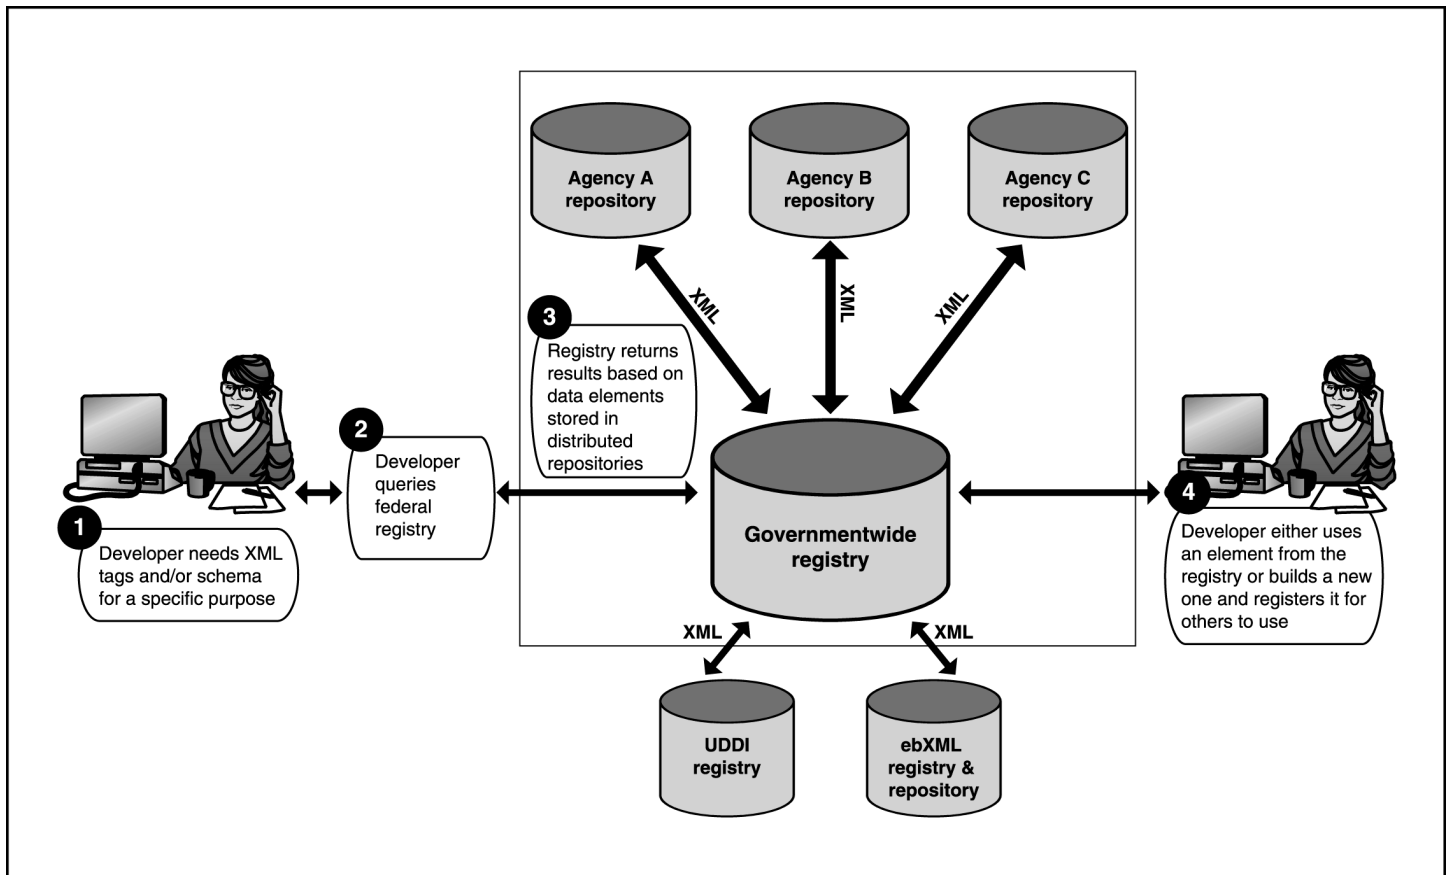 Agency A
repository
Agency B
repository
Agency C
repository
XML
XML
XML
3
Registry returns
results based on
data elements
stored in
distributed
repositories
2
Developer
queries
federal
registry
1
Developer needs XML
tags and/or schema
for a specific purpose
Governmentwide
registry
4
Developer either uses
an element from the
registry or builds a new
one and registers it for
others to use
XML
XML
UDDI
registry
ebXML
registry &
repository